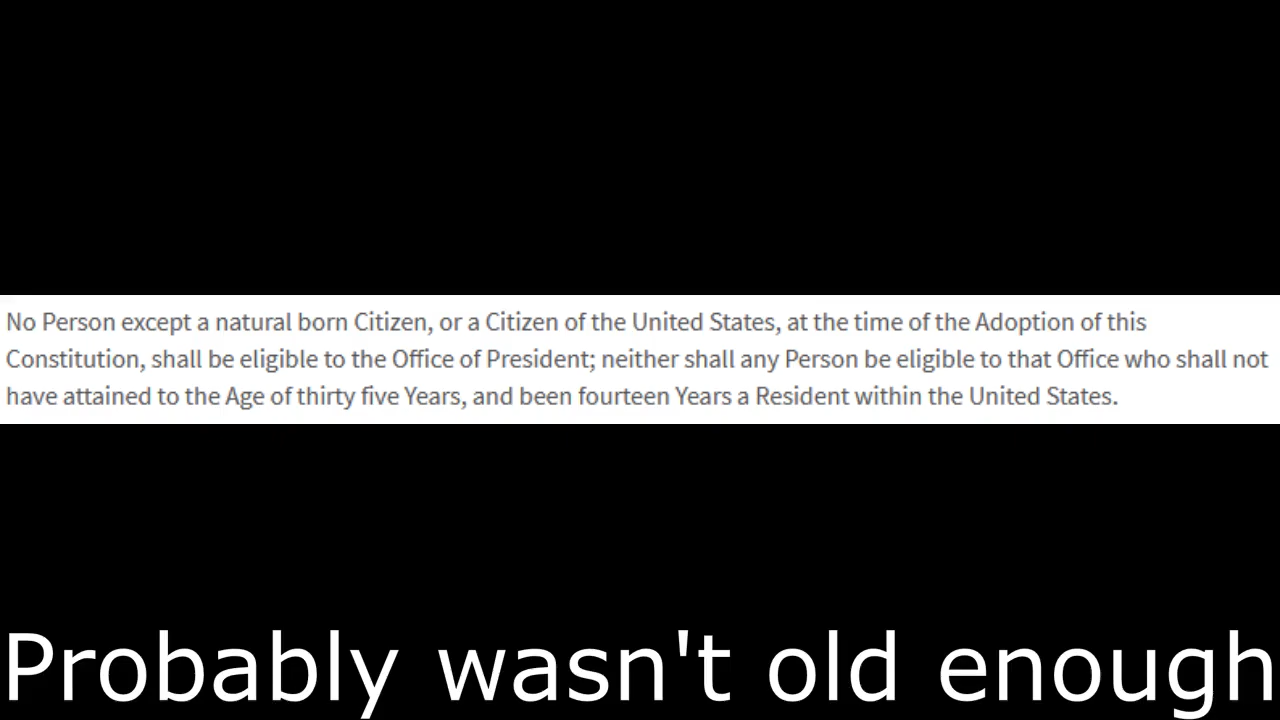 No Person except a natural born Citizen, or a Citizen of the United States, at the time of the Adoption of this
Constitution, shall be eligible to the Office of President; neither shall any Person be eligible to that Office who shall not
have attained to the Age of thirty five Years, and been fourteen Years a Resident within the United States.
Probably wasn't old enough